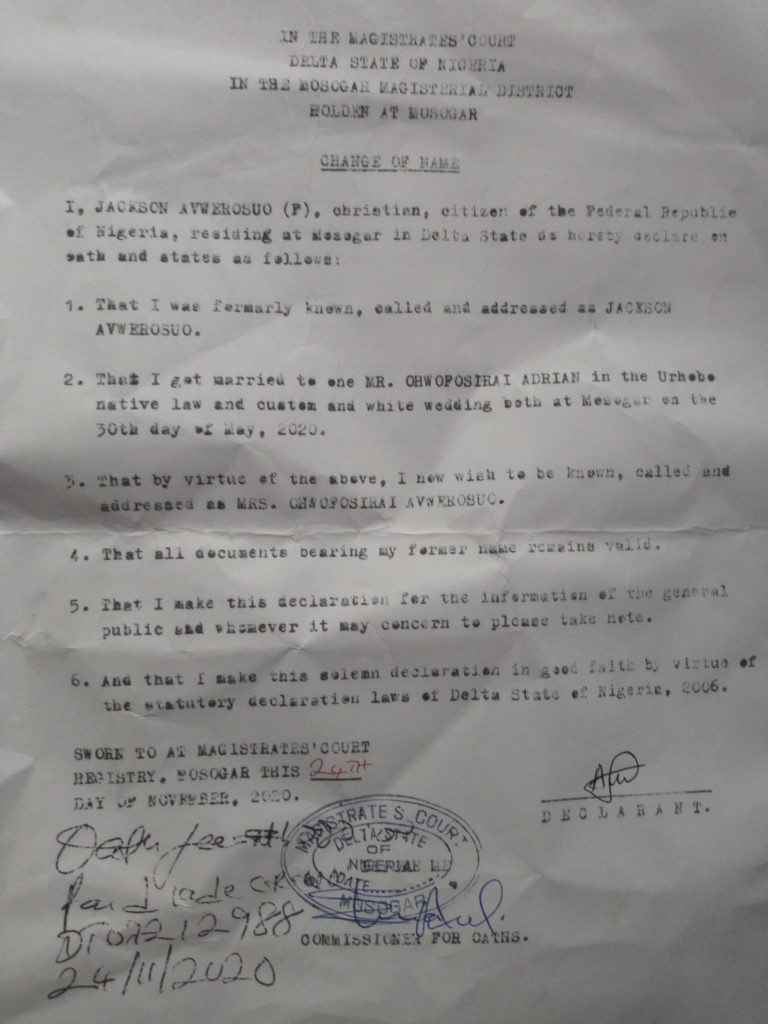 IN THE MAGISTRATES' COURT
DELTA STATE OF NIGERIA
IN THE MOSOGAR MAGISTERIAL DISTRICT
HOLDEN AT MOSOGAR
CHANGE OF NAME
I, JACKSON AVWEROSUO (F), christian, citizen of the Federal Republic
of Nigeria, residing at Mosogar in Delta State do hereby declare on
oath and states as follows:
1. That I was formarly known, called and addressed as JACKSON
AVWEROSUO.
2. That I got married to one MR. OHWOFOSIRAI ADRIAN in the Urhobo
native law and custom and white wedding both at Mosogar on the
30th day of May, 2020.
3. That by virtue of the above, I now wish to be known, called and
addressed as MRS. OHWOFOSIRAI AVWEROSUO.
4. That all documents bearing my former name remains valid.
5. That I make this declaration for the information of the general
public and whomever it may concern to please take note.
6. And that I make this solemn declaration in good faith by virtue of
the statutory declaration laws of Delta State of Nigeria, 2006.
SWORN TO AT MAGISTRATES' COURT
REGISTRY, MOSOGAR THIS 24TH
DAY OF NOVEMBER, 2020.
DECLARANT.
Oath fee
MAGISTRATES COURT
DELTA STATE
OF
NIGERIA
DATE
MOSOGAR
Paid
24/11/2020
COMMISSIONER FOR OATHS.